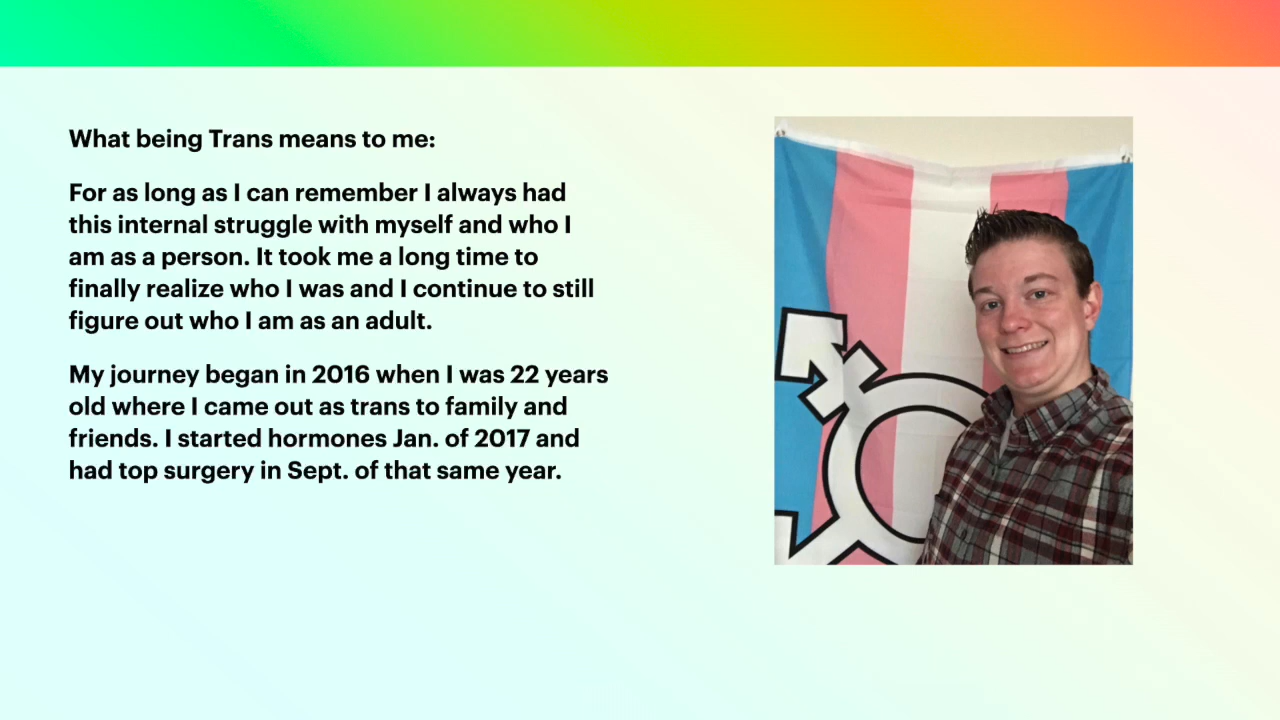 What being Trans means to me:
For as long as I can remember I always had
this internal struggle with myself and who I
am as a person. It took me a long time to
finally realize who I was and I continue to still
figure out who I am as an adult.
My journey began in 2016 when I was 22 years
old where I came out as trans to family and
friends. I started hormones Jan. of 2017 and
had top surgery in Sept. of that same year.